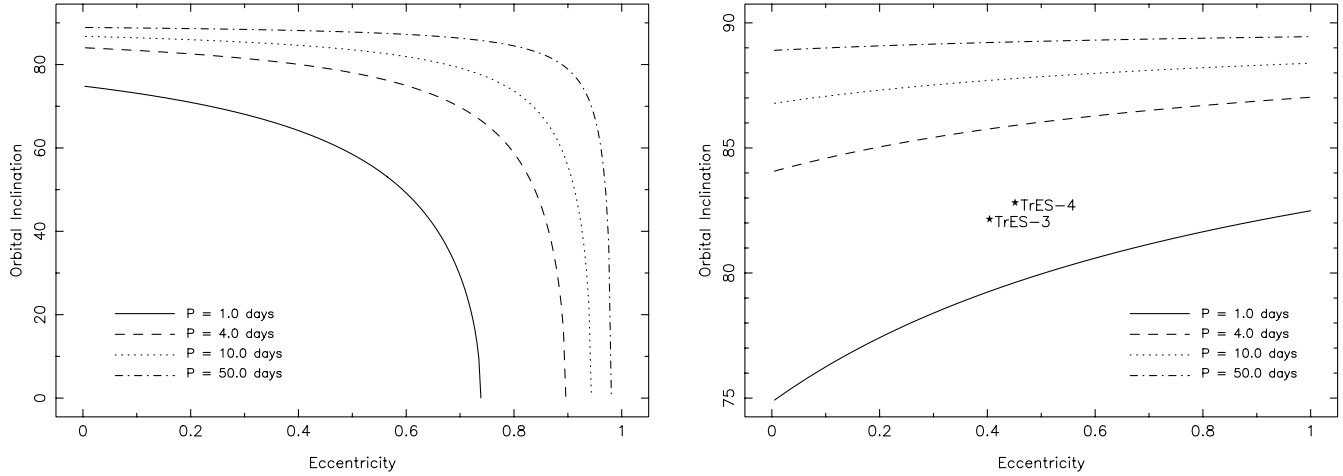 Orbital Inclination
80
60
40
20
0
P = 1.0 days
P = 4.0 days
P = 10.0 days
P = 50.0 days
0 0.2 0.4 0.6 0.8 1
Eccentricity
Orbital Inclination
90
85
80
75
TrES-4
TrES-3
P = 1.0 days
P = 4.0 days
P = 10.0 days
P = 50.0 days
0 0.2 0.4 0.6 0.8 1
Eccentricity